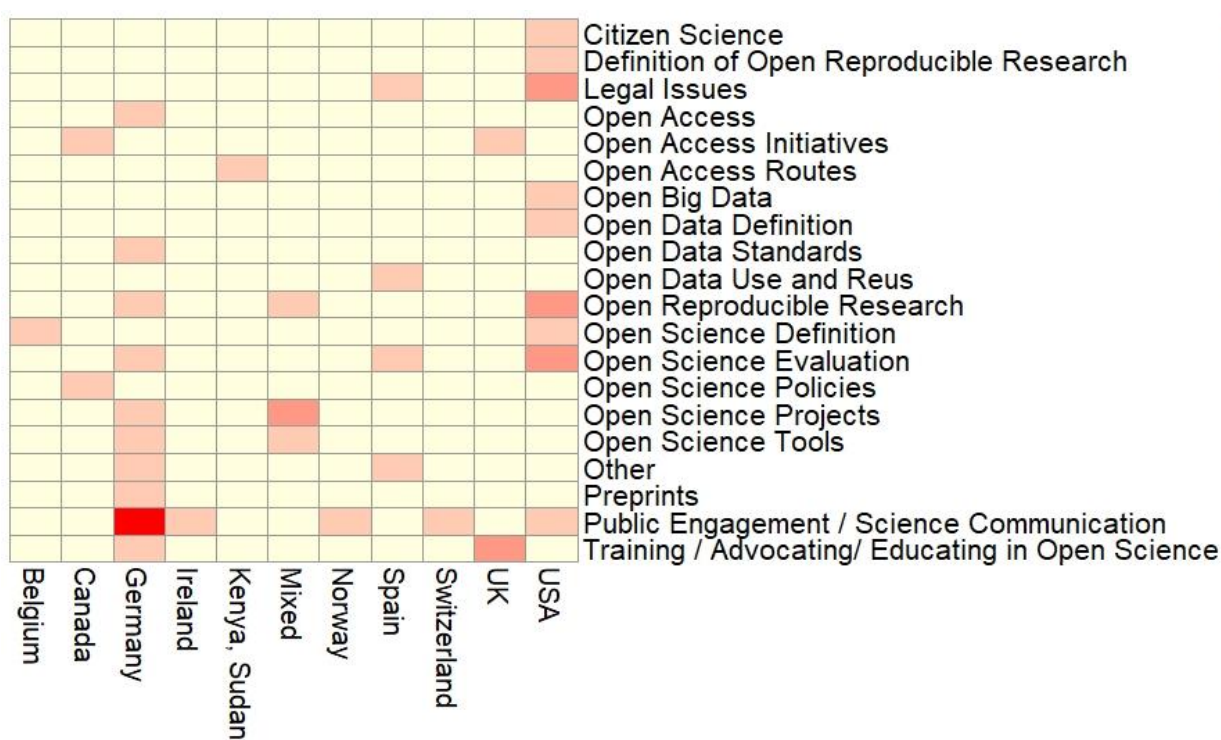 Citizen Science
Definition of Open Reproducible Research
Legal Issues
Open Access
Open Access Initiatives
Open Access Routes
Open Big Data
Open Data Definition
Open Data Standards
Open Data Use and Reus
Open Reproducible Research
Open Science Definition
Open Science Evaluation
Open Science Policies
Open Science Projects
Open Science Tools
Other
Preprints
Public Engagement / Science Communication
Training / Advocating/ Educating in Open Science
Belgium
Canada
Germany
Ireland
Kenya, Sudan
Mixed
Norway
Spain
Switzerland
UK
USA